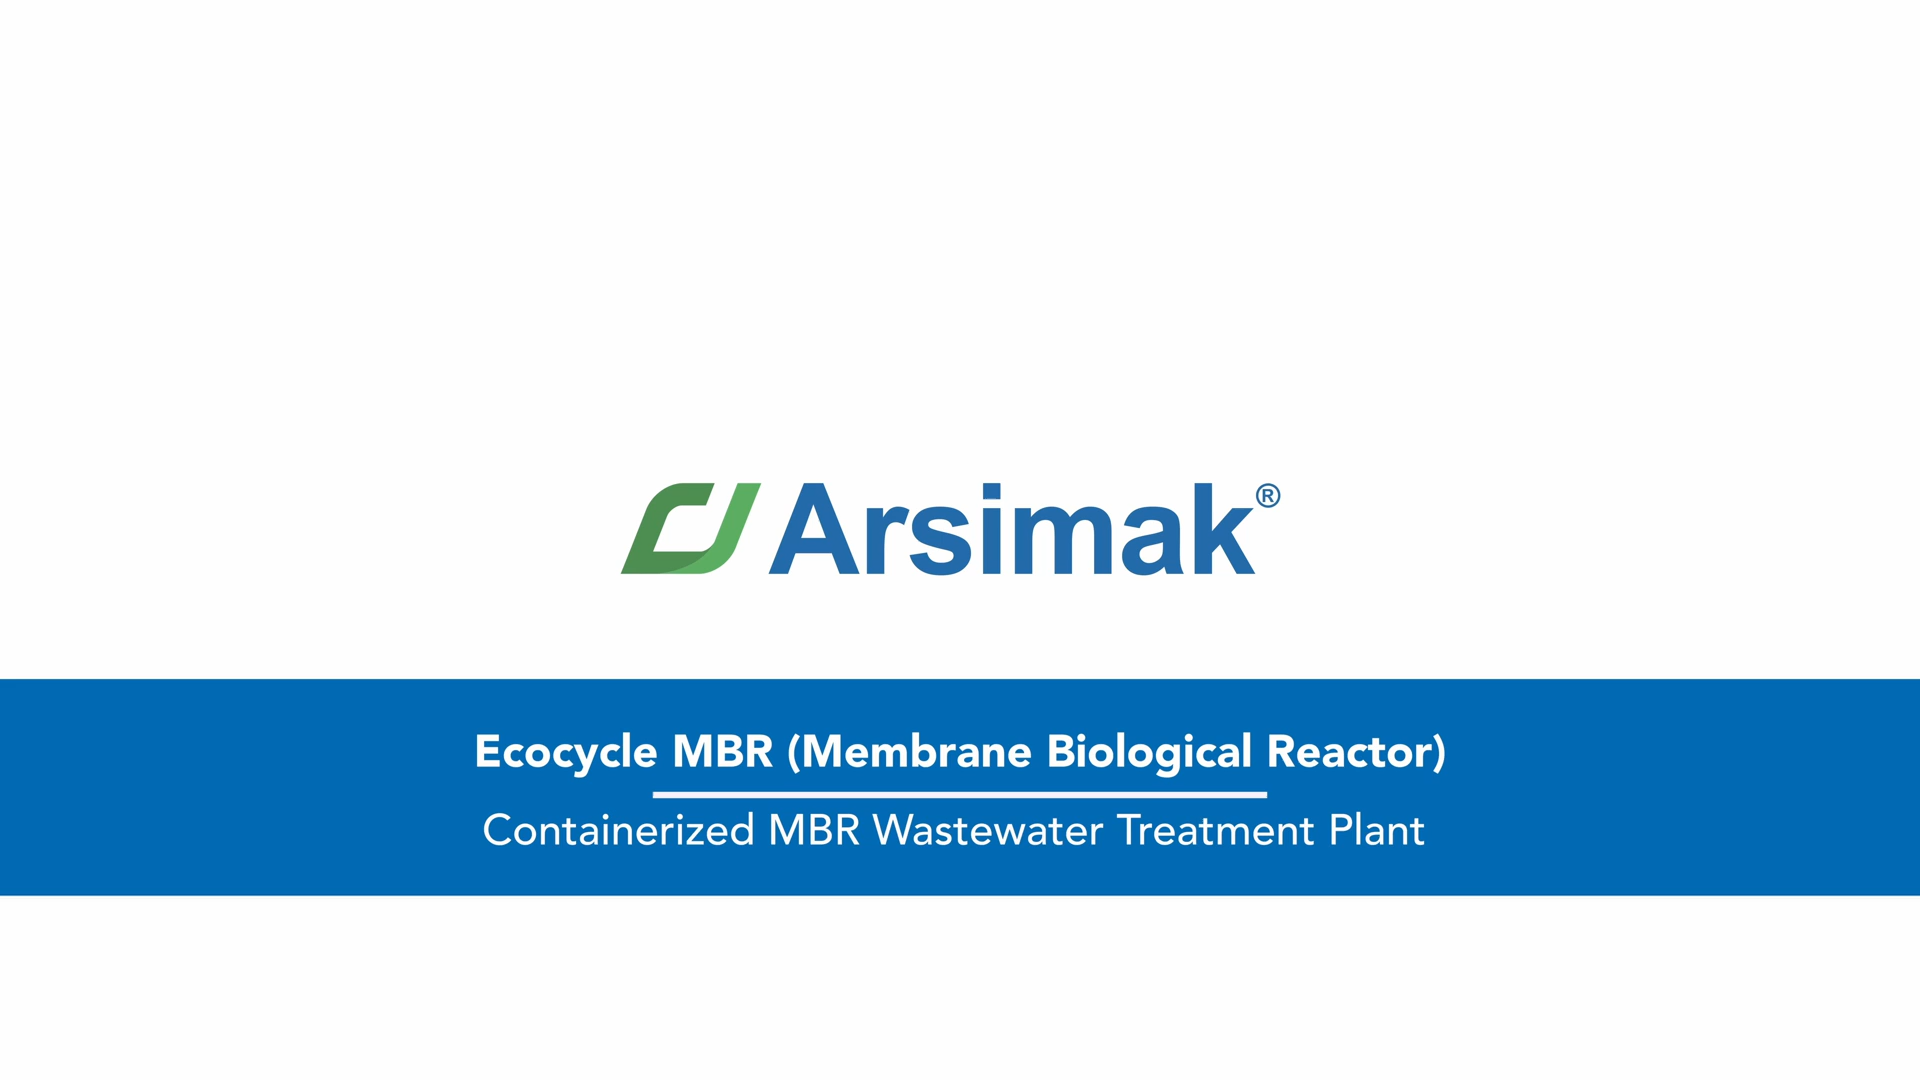 Arsimak®
Ecocycle MBR (Membrane Biological Reactor)
Containerized MBR Wastewater Treatment Plant